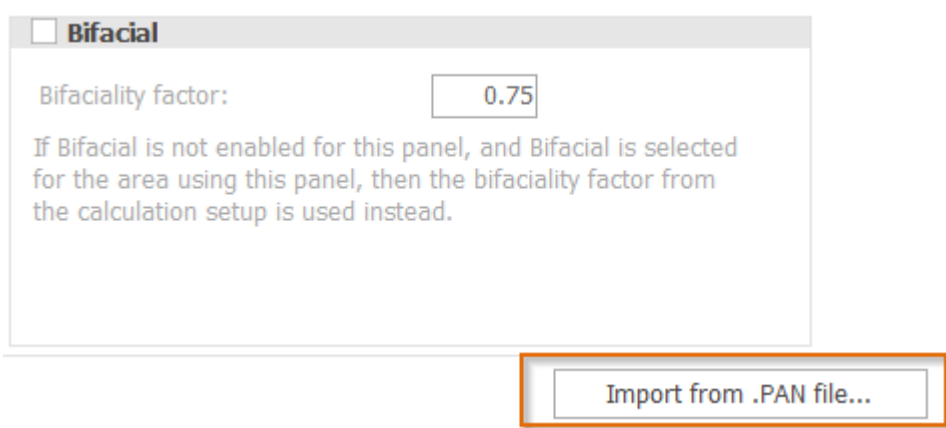 Bifacial
Bifaciality factor:
0.75
If Bifacial is not enabled for this panel, and Bifacial is selected
for the area using this panel, then the bifaciality factor from
the calculation setup is used instead.
Import from .PAN file...